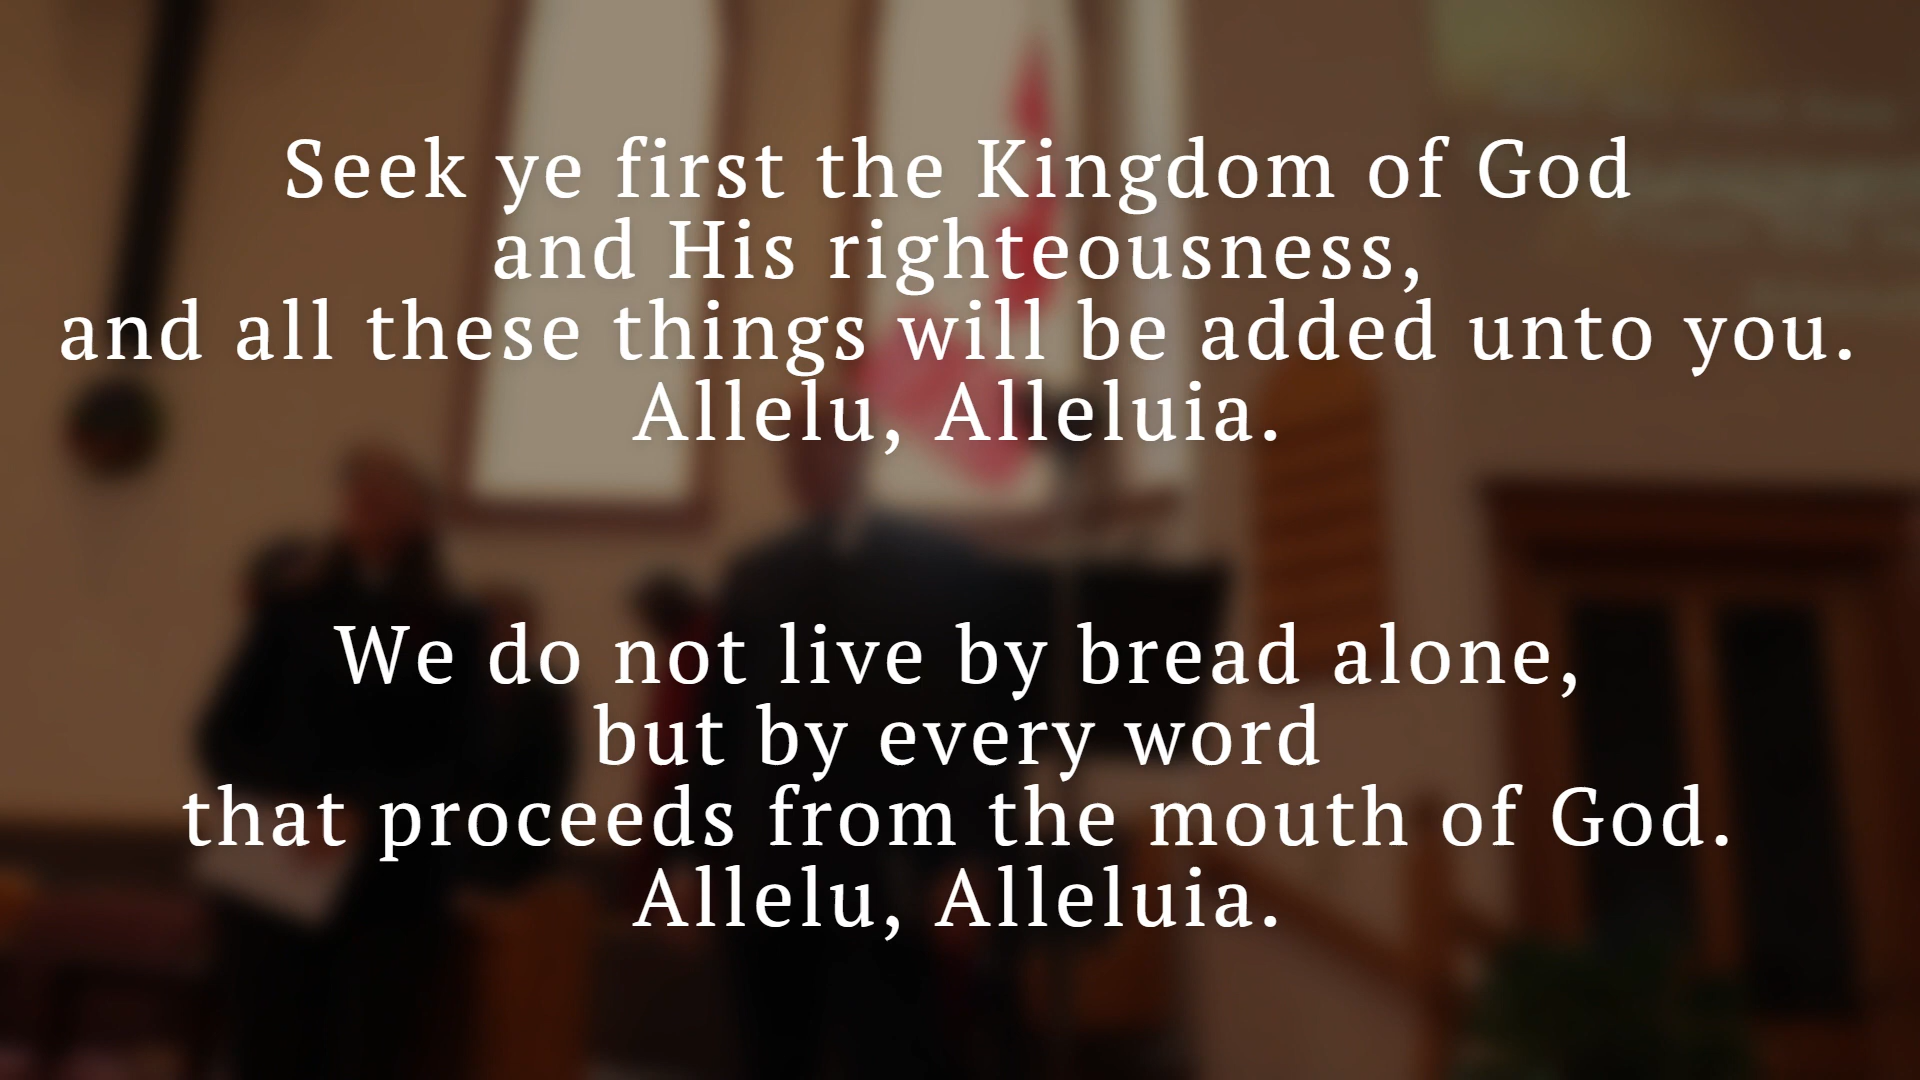 Seek ye first the Kingdom of God
and His righteousness,
and all these things will be added unto you.
Allelu, Alleluia.
We do not live by bread alone,
but by every word
that proceeds from the mouth of God.
Allelu, Alleluia.